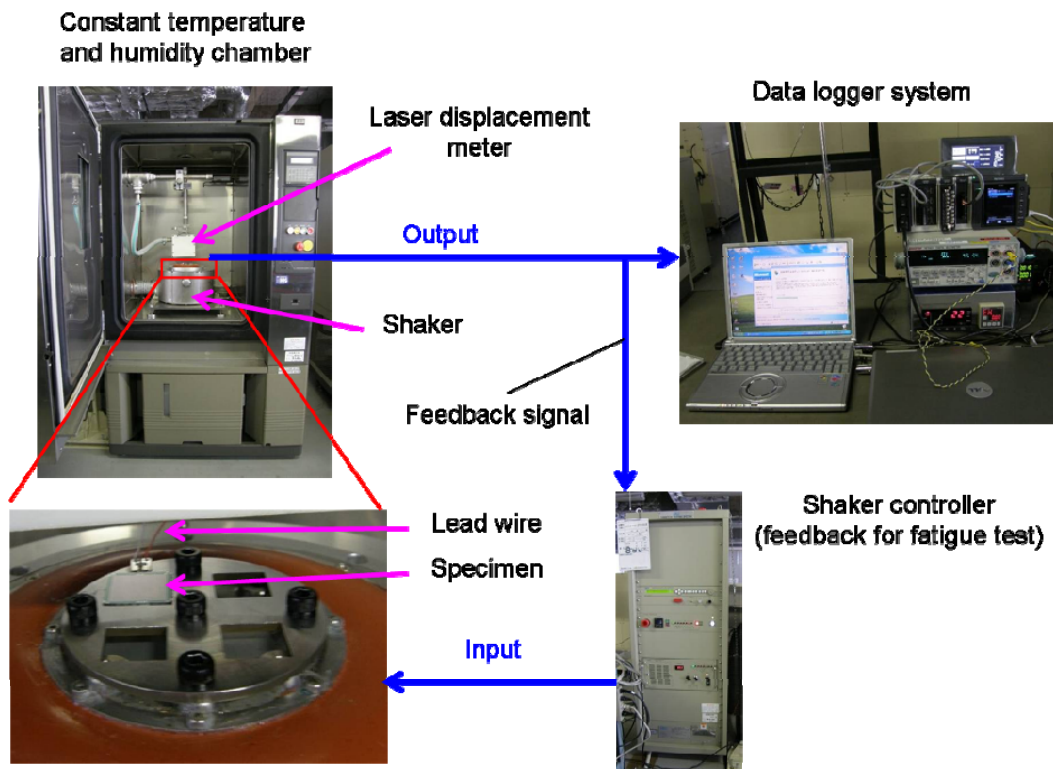 Constant temperature
and humidity chamber
Laser displacement
meter
Data logger system
Output
Shaker
Feedback signal
Lead wire
Specimen
Shaker controller
(feedback for fatigue test)
Input